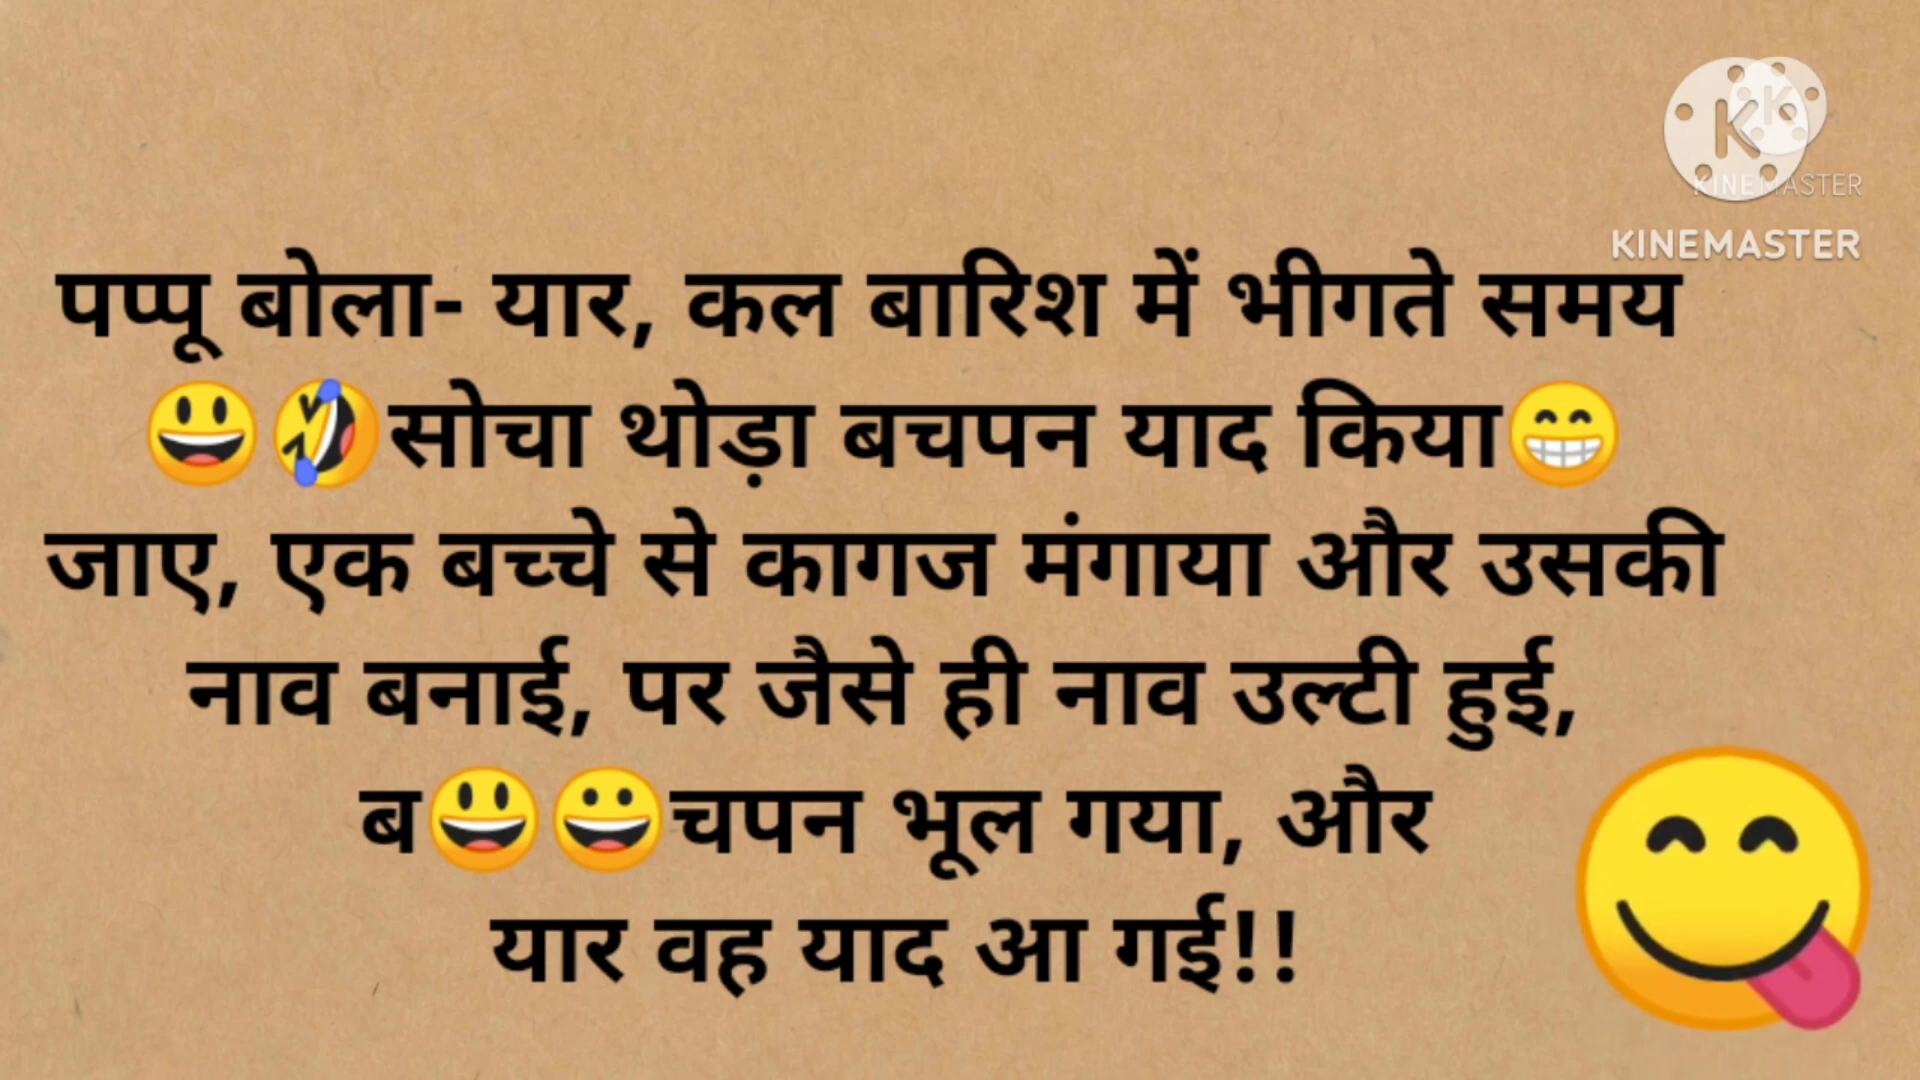 KINEMASTER
KINEMASTER
पप्पू बोला- यार, कल बारिश में भीगते समय
😃🤣सोचा थोड़ा बचपन याद किया😁
जाए, एक बच्चे से कागज मंगाया और उसकी
नाव बनाई, पर जैसे ही नाव उल्टी हुई,
ब😃😀चपन भूल गया, और
यार वह याद आ गई!!